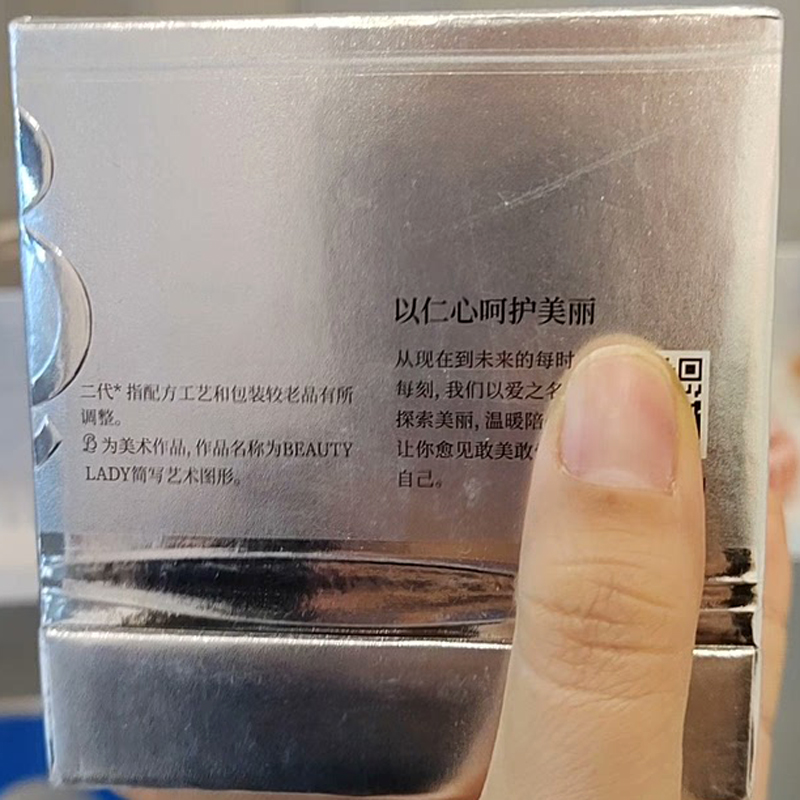 二代* 指配方工艺和包装较老品有所
调整。
B 为美术作品, 作品名称为BEAUTY
LADY简写艺术图形。
以仁心呵护美丽
从现在到未来的每时
每刻, 我们以爱之名
探索美丽, 温暖陪
让你愈见敢美敢
自己。